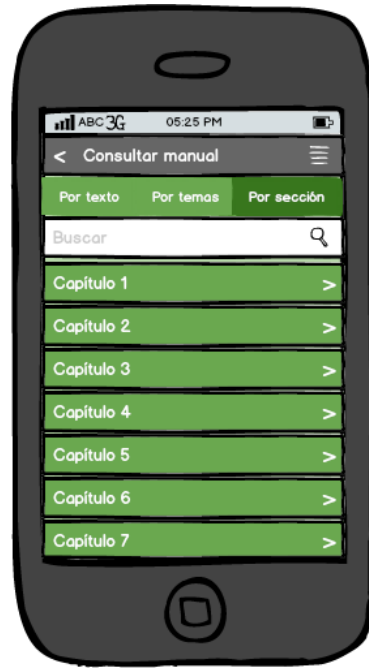 ABC 3G 05:25 PM
< Consultar manual
Por texto Por temas Por sección
Buscar
Capítulo 1 >
Capítulo 2 >
Capítulo 3 >
Capítulo 4 >
Capítulo 5 >
Capítulo 6 >
Capítulo 7 >